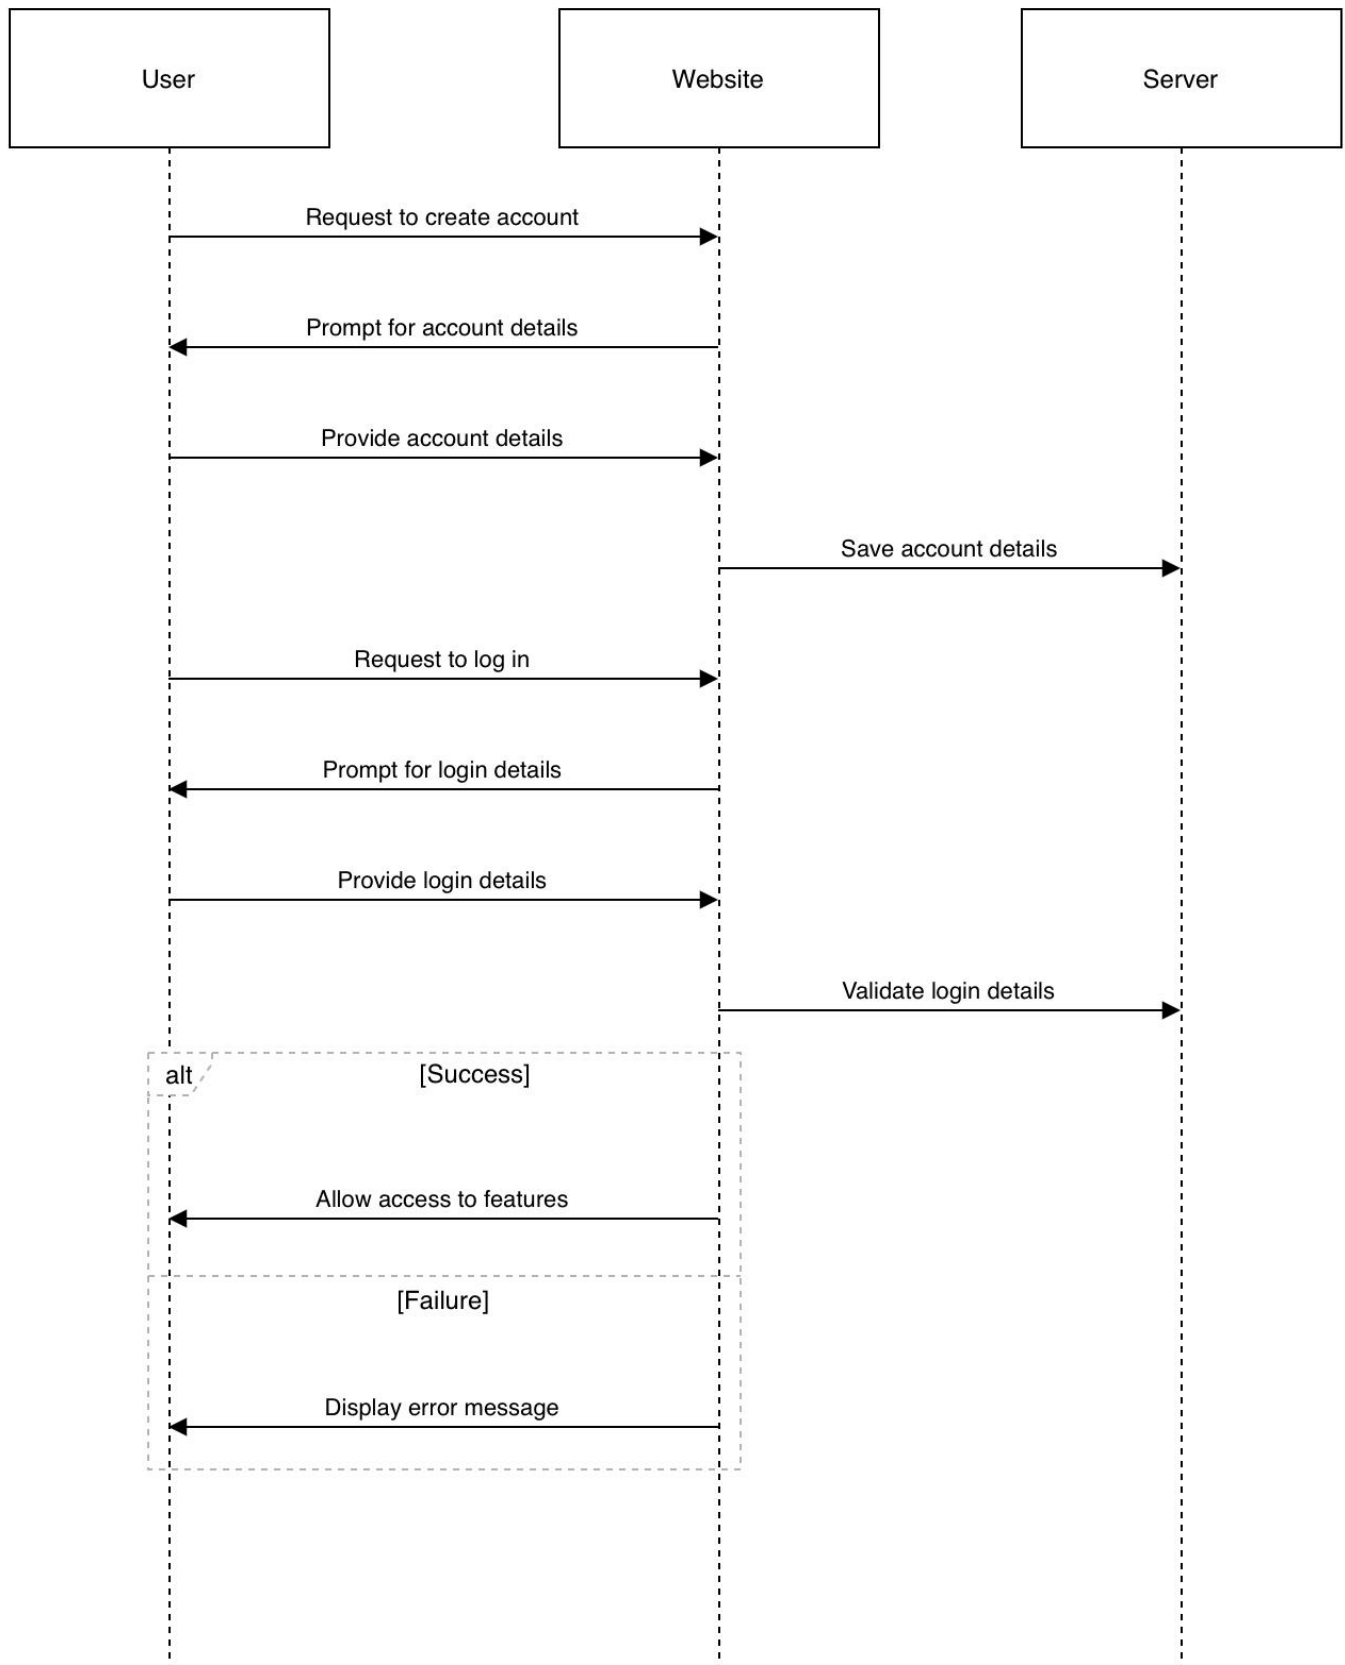 User
Website
Server
Request to create account
Prompt for account details
Provide account details
Save account details
Request to log in
Prompt for login details
Provide login details
Validate login details
alt
[Success]
Allow access to features
[Failure]
Display error message